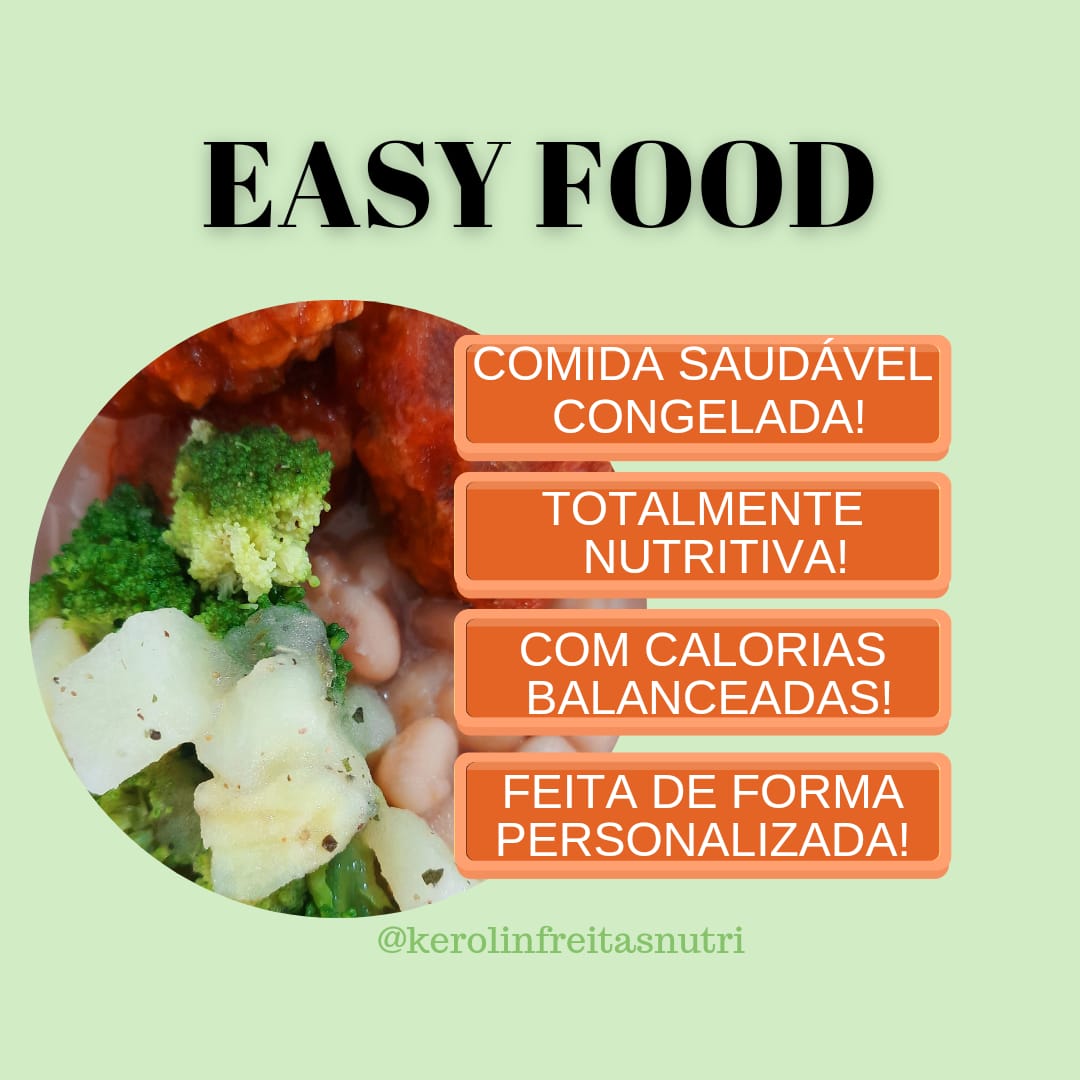 EASY FOOD
COMIDA SAUDÁVEL
CONGELADA!
TOTALMENTE
NUTRITIVA!
COM CALORIAS
BALANCEADAS!
FEITA DE FORMA
PERSONALIZADA!
@kerolinfreitasnutri